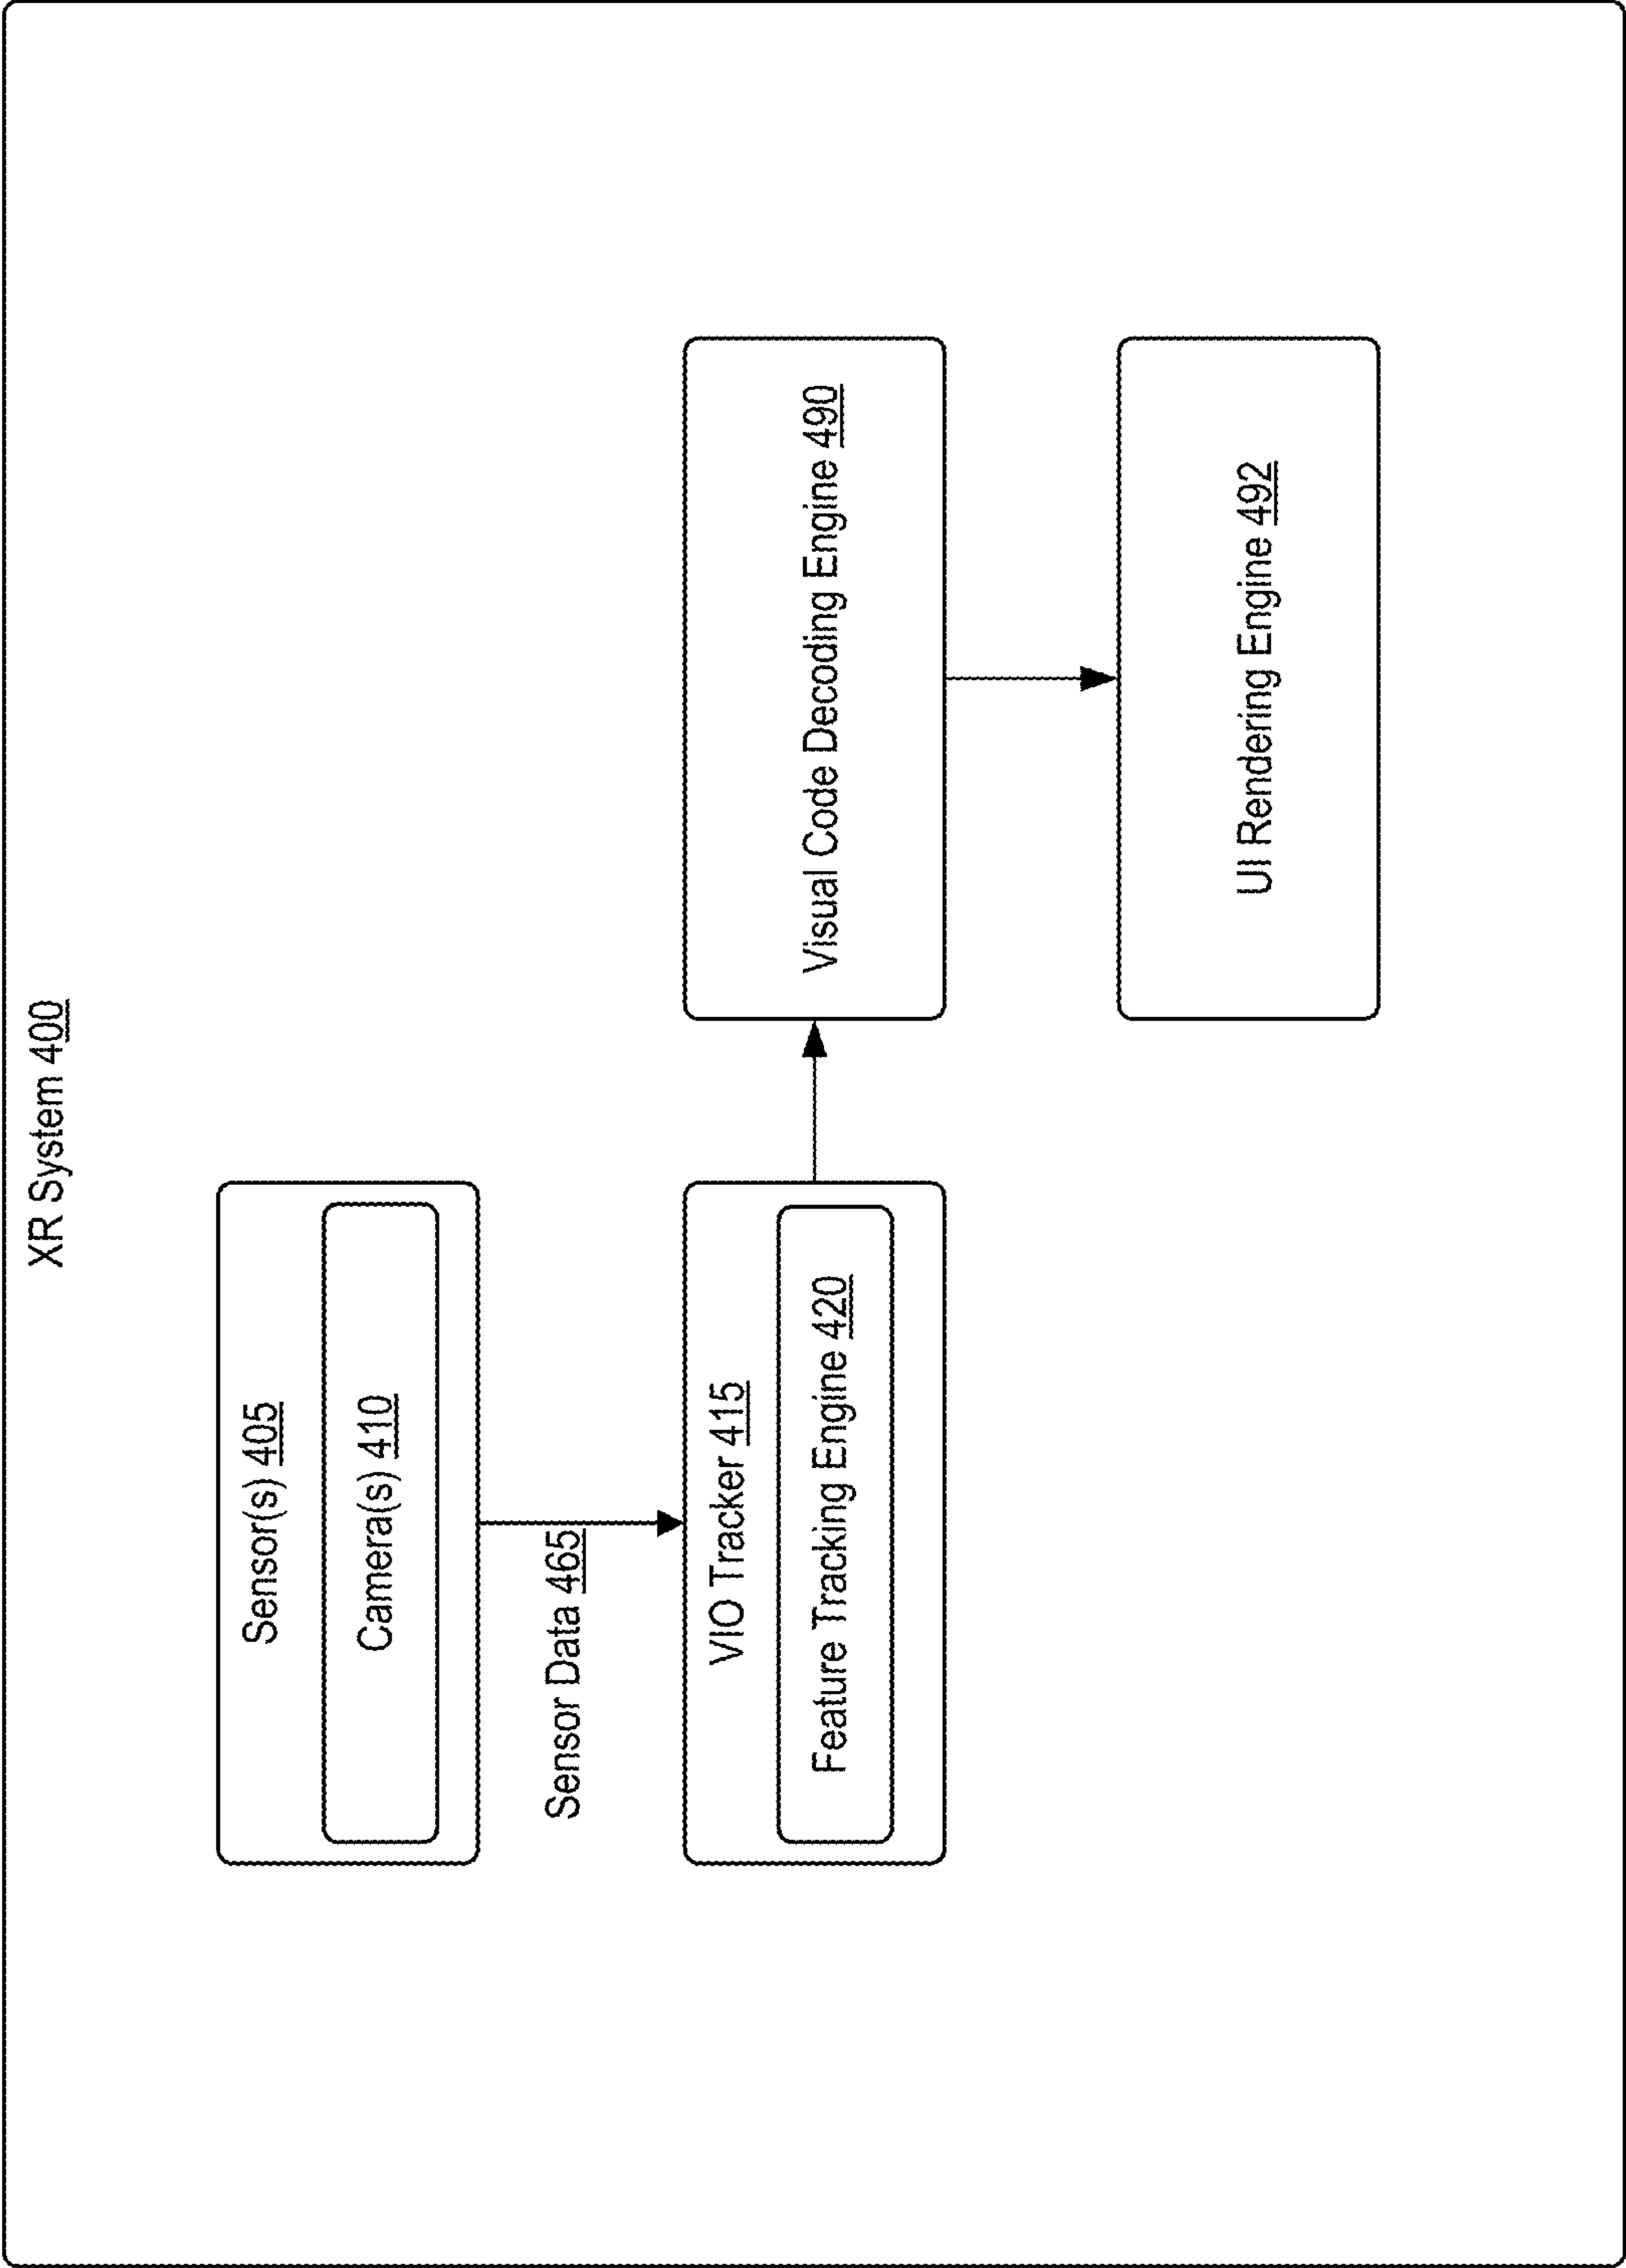 XR System 400
Sensor(s) 405
Camera(s) 410
Sensor Data 465
VIO Tracker 415
Feature Tracking Engine 420
Visual Code Decoding Engine 490
UI Rendering Engine 492